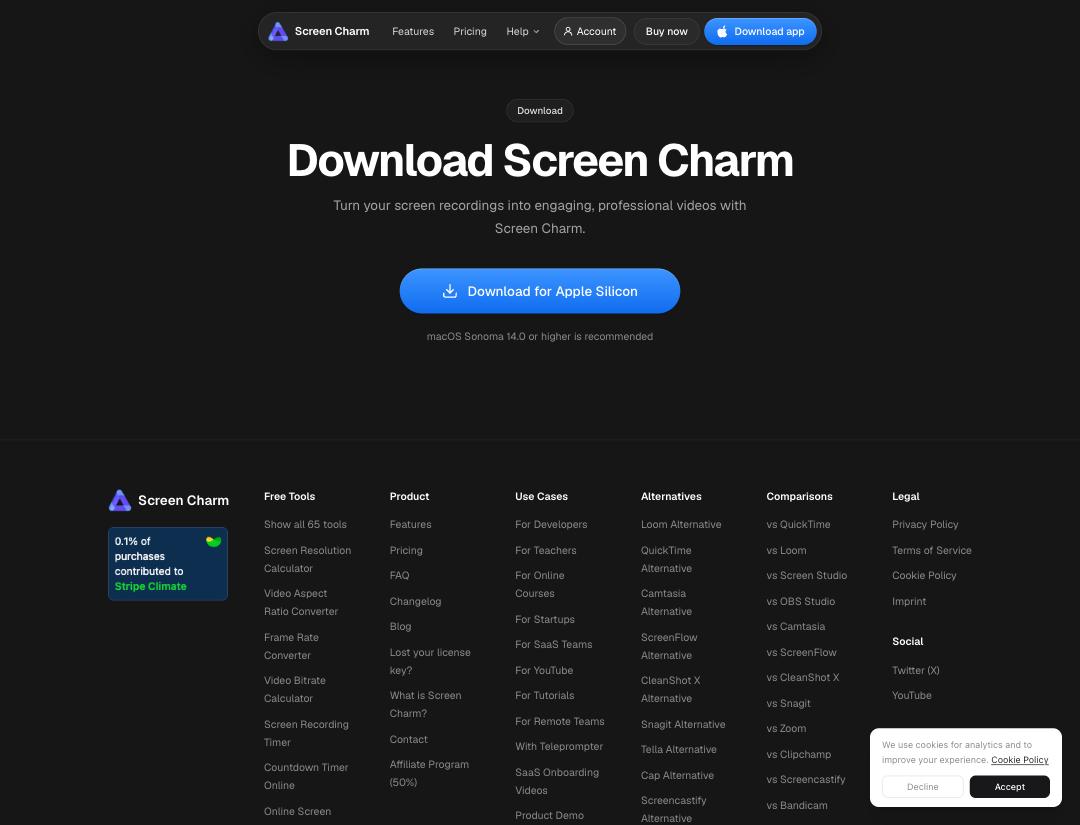 Screen Charm
Features
Pricing
Help
Account
Buy now
Download app
Download
Download Screen Charm
Turn your screen recordings into engaging, professional videos with
Screen Charm.
Download for Apple Silicon
macOS Sonoma 14.0 or higher is recommended
Screen Charm
0.1% of
purchases
contributed to
Stripe Climate
Free Tools
Show all 65 tools
Screen Resolution
Calculator
Video Aspect
Ratio Converter
Frame Rate
Converter
Video Bitrate
Calculator
Screen Recording
Timer
Countdown Timer
Online
Online Screen
Product
Features
Pricing
FAQ
Changelog
Blog
Lost your license
key?
What is Screen
Charm?
Contact
Affiliate Program
(50%)
Use Cases
For Developers
For Teachers
For Online
Courses
For Startups
For SaaS Teams
For YouTube
For Tutorials
For Remote Teams
With Teleprompter
SaaS Onboarding
Videos
Product Demo
Alternatives
Loom Alternative
QuickTime
Alternative
Camtasia
Alternative
ScreenFlow
Alternative
CleanShot X
Alternative
Snagit Alternative
Tella Alternative
Cap Alternative
Screencastify
Alternative
Comparisons
vs QuickTime
vs Loom
vs Screen Studio
vs OBS Studio
vs Camtasia
vs ScreenFlow
vs CleanShot X
vs Snagit
vs Zoom
vs Clipchamp
vs Screencastify
vs Bandicam
Legal
Privacy Policy
Terms of Service
Cookie Policy
Imprint
Social
Twitter (X)
YouTube
We use cookies for analytics and to
improve your experience. Cookie Policy
Decline
Accept